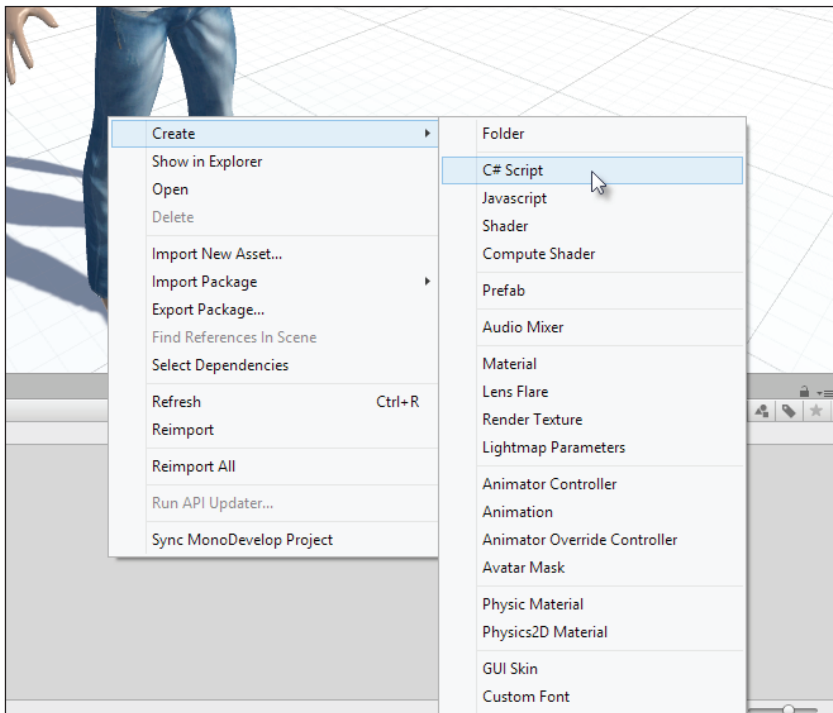 Create
Show in Explorer
Open
Delete
Import New Asset...
Import Package
Export Package...
Find References In Scene
Select Dependencies
Refresh Ctrl+R
Reimport
Reimport All
Run API Updater...
Sync MonoDevelop Project
Folder
C# Script
Javascript
Shader
Compute Shader
Prefab
Audio Mixer
Material
Lens Flare
Render Texture
Lightmap Parameters
Animator Controller
Animation
Animator Override Controller
Avatar Mask
Physic Material
Physics2D Material
GUI Skin
Custom Font